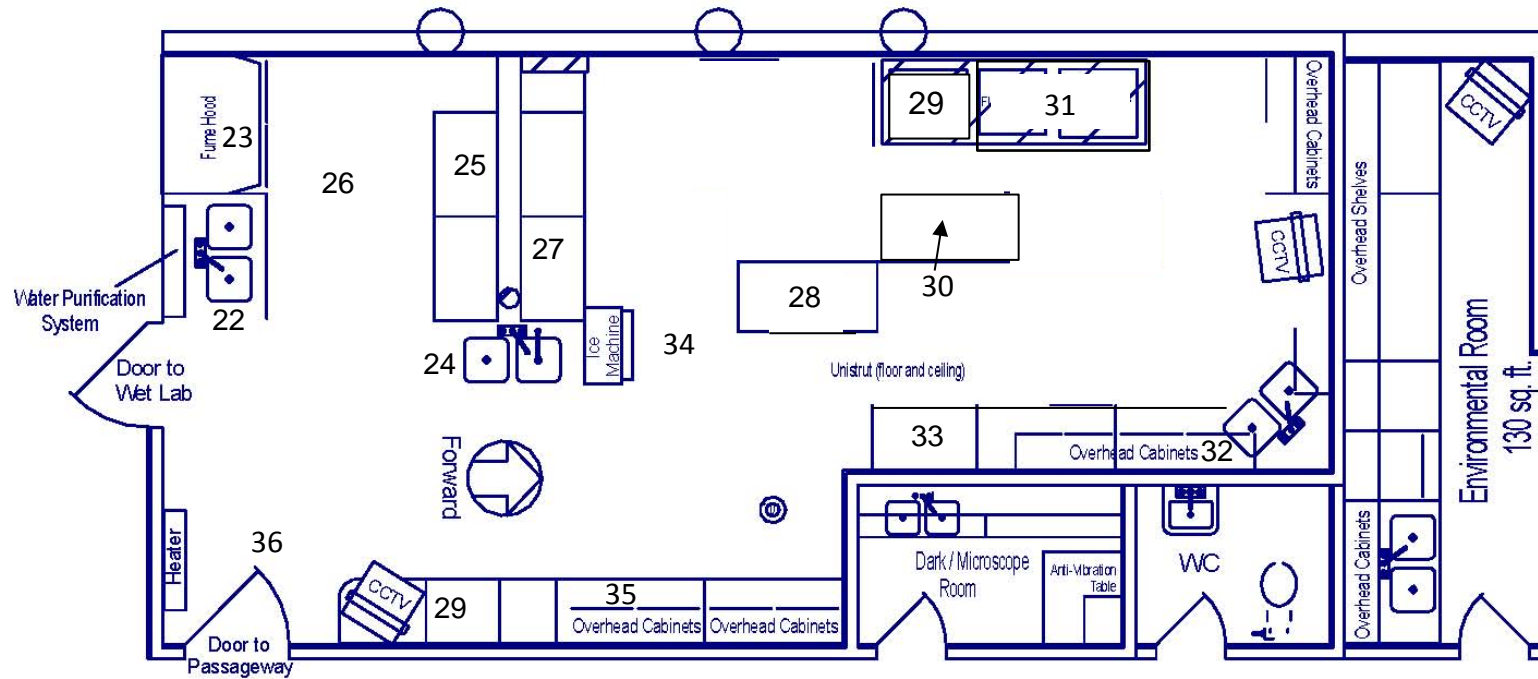 Fume Hood
23
26
25
27
29
FI
31
Overhead Cabinets
CCTV
Overhead Shelves
CCTV
Water Purification
System
22
Door to
Wet Lab
24
Ice
Machine
34
28
30
Unistrut (floor and ceiling)
33
Overhead Cabinets
32
Environmental Room
130 sq. ft.
Forward
36
Heater
CCTV
29
35
Overhead Cabinets
Overhead Cabinets
Door to
Passageway
Dark / Microscope
Room
Anti-Vibration
Table
WC
Overhead Cabinets